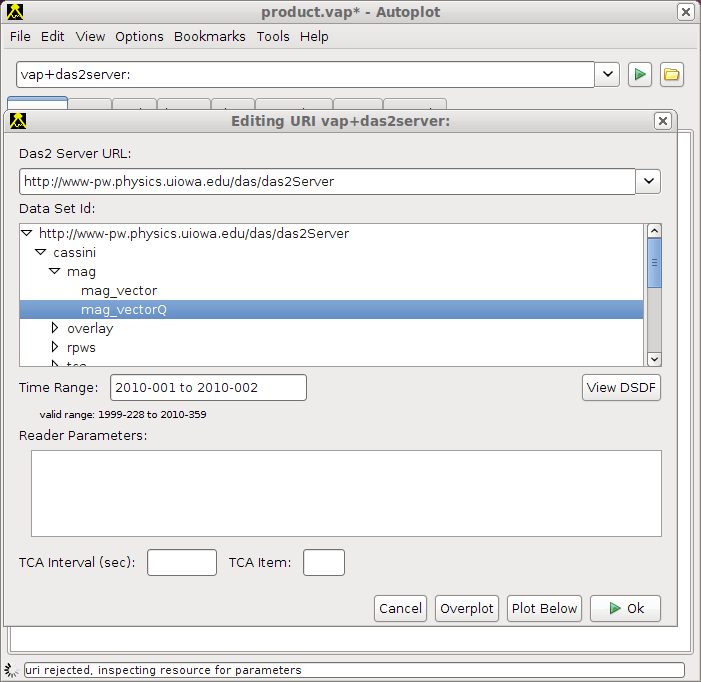 product.vap* - Autoplot
File Edit View Options Bookmarks Tools Help
vap+das2server:
Editing URI vap+das2server:
Das2 Server URL:
http://www-pw.physics.uiowa.edu/das/das2Server
Data Set Id:
http://www-pw.physics.uiowa.edu/das/das2Server
cassini
mag
mag_vector
mag_vectorQ
overlay
rpws
Time Range: 2010-001 to 2010-002 View DSDF
valid range: 1999-228 to 2010-359
Reader Parameters:
TCA Interval (sec): TCA Item:
Cancel Overplot Plot Below Ok
uri rejected, inspecting resource for parameters